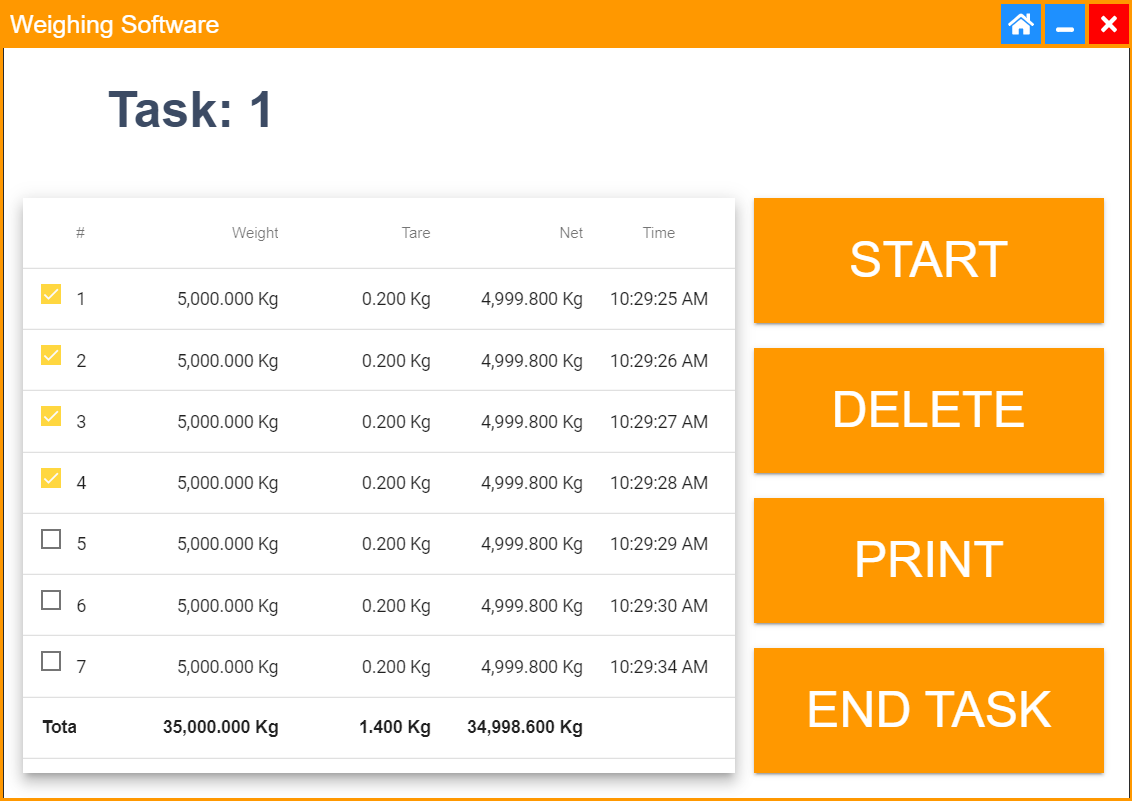 Weighing Software
Task: 1
# Weight Tare Net Time
1 5,000.000 Kg 0.200 Kg 4,999.800 Kg 10:29:25 AM
2 5,000.000 Kg 0.200 Kg 4,999.800 Kg 10:29:26 AM
3 5,000.000 Kg 0.200 Kg 4,999.800 Kg 10:29:27 AM
4 5,000.000 Kg 0.200 Kg 4,999.800 Kg 10:29:28 AM
5 5,000.000 Kg 0.200 Kg 4,999.800 Kg 10:29:29 AM
6 5,000.000 Kg 0.200 Kg 4,999.800 Kg 10:29:30 AM
7 5,000.000 Kg 0.200 Kg 4,999.800 Kg 10:29:34 AM
Tota 35,000.000 Kg 1.400 Kg 34,998.600 Kg
START
DELETE
PRINT
END TASK